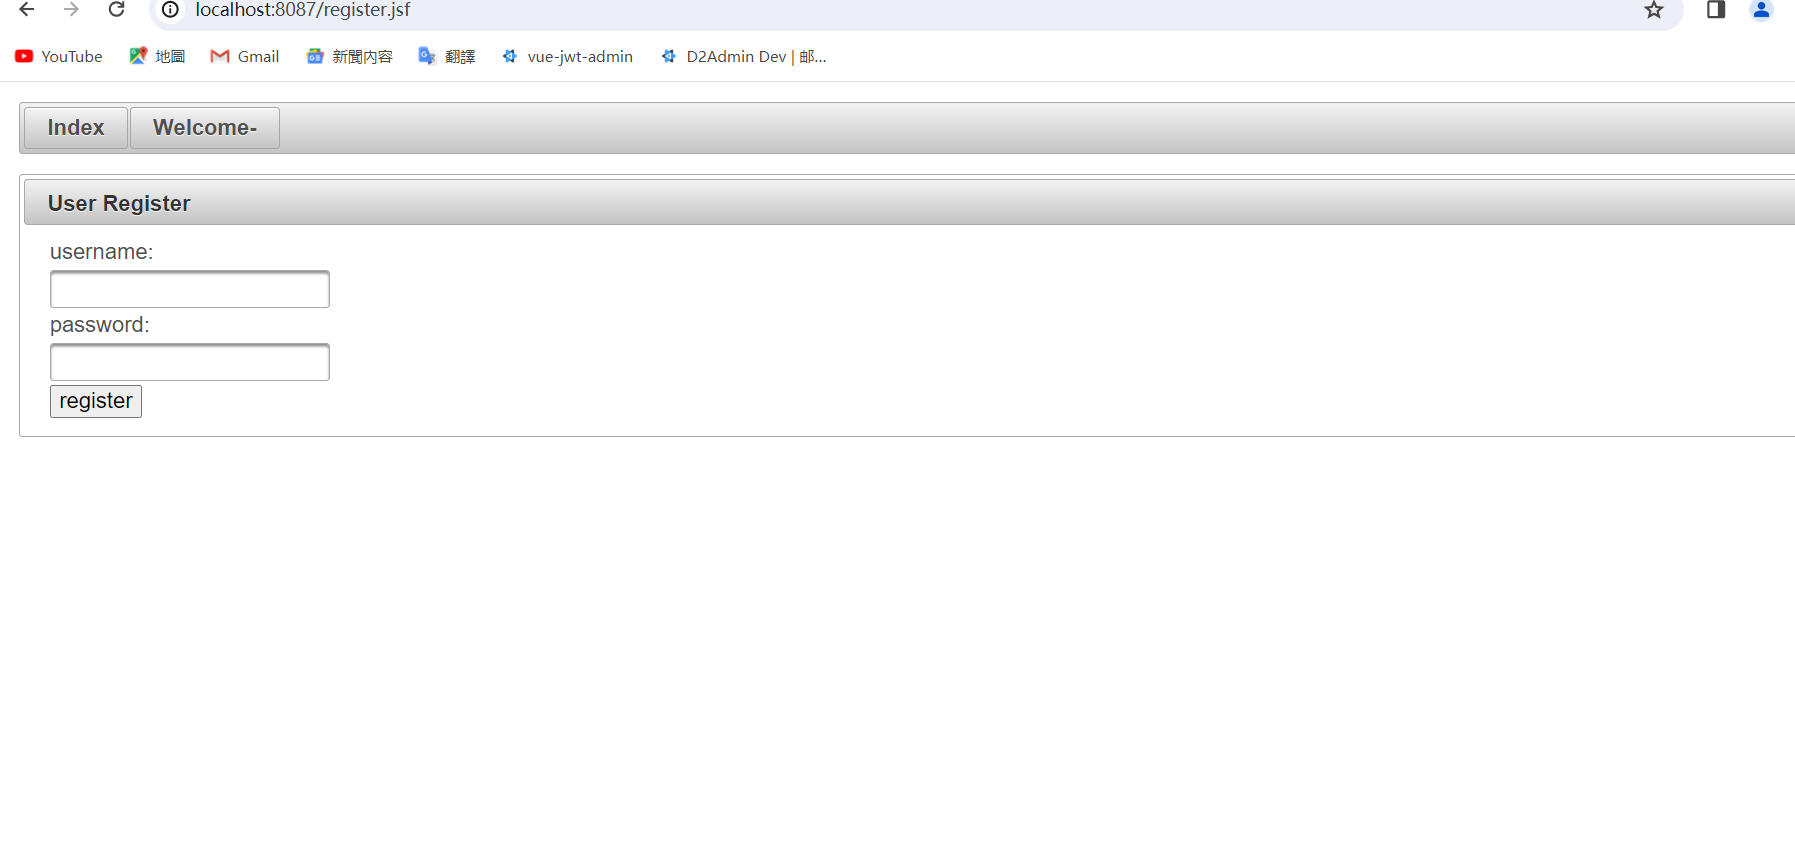 localhost:8087/register.jsf
YouTube 地圖 Gmail 新聞內容 翻譯 vue-jwt-admin D2Admin Dev | 邮...
Index Welcome-
User Register
username:
password:
register